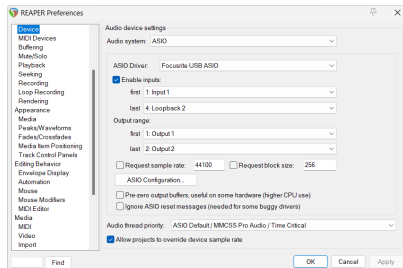 REAPER Preferences
Device
MIDI Devices
Buffering
Mute/Solo
Playback
Seeking
Recording
Loop Recording
Rendering
Appearance
Media
Peaks/Waveforms
Fades/Crossfades
Media Item Positioning
Track Control Panels
Editing Behavior
Envelope Display
Automation
Mouse
Mouse Modifiers
MIDI Editor
Media
MIDI
Video
Import
Find
Audio device settings
Audio system: ASIO
ASIO Driver: Focusrite USB ASIO
Enable inputs:
first 1: Input 1
last 4: Loopback 2
Output range:
first 1: Output 1
last 2: Output 2
Request sample rate: 44100 Request block size: 256
ASIO Configuration...
Pre-zero output buffers, useful on some hardware (higher CPU use)
Ignore ASIO reset messages (needed for some buggy drivers)
Audio thread priority: ASIO Default / MMCSS Pro Audio / Time Critical
Allow projects to override device sample rate
OK Cancel Apply